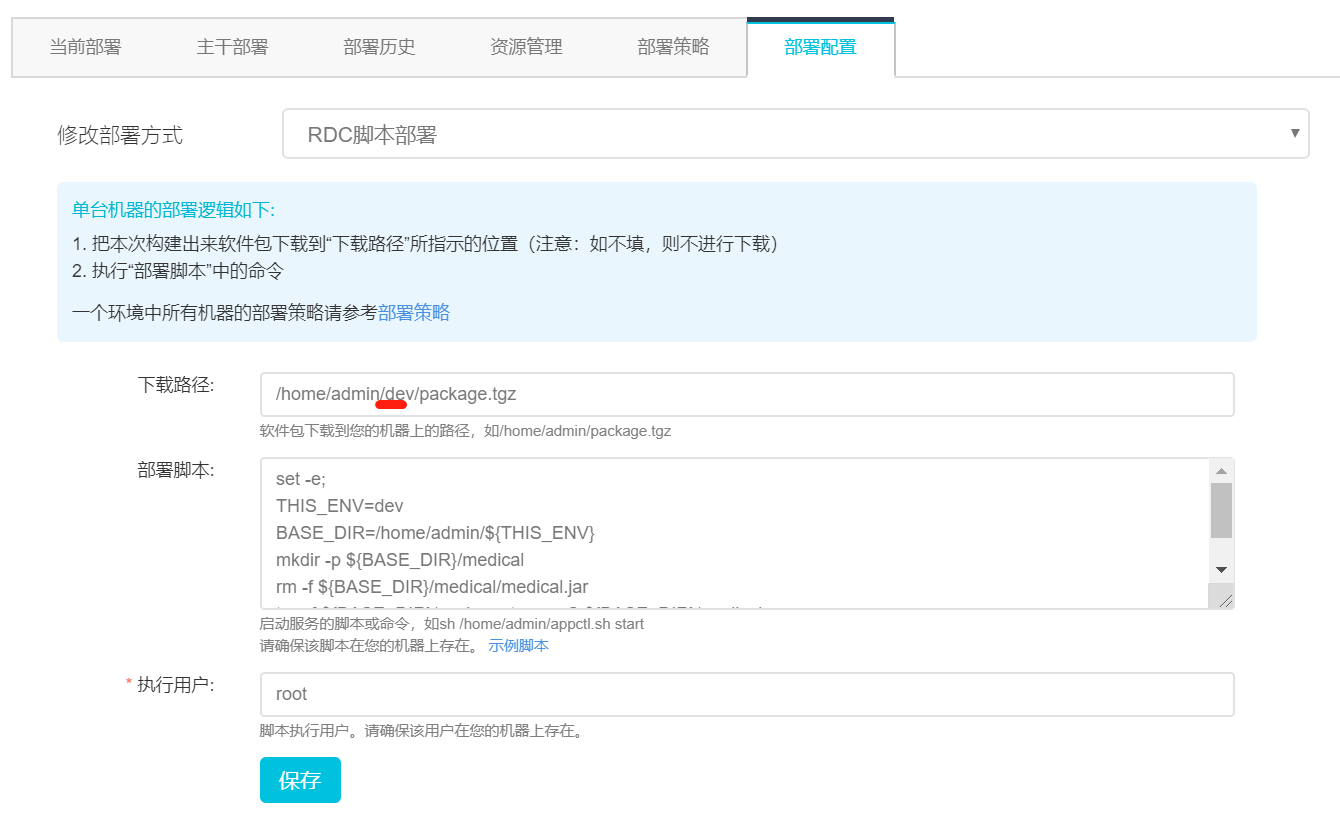 当前部署 主干部署 部署历史 资源管理 部署策略 部署配置
修改部署方式 RDC脚本部署
单台机器的部署逻辑如下:
1. 把本次构建出来软件包下载到“下载路径”所指示的位置（注意：如不填，则不进行下载）
2. 执行“部署脚本”中的命令
一个环境中所有机器的部署策略请参考部署策略
下载路径: /home/admin/dev/package.tgz
软件包下载到您的机器上的路径，如/home/admin/package.tgz
部署脚本: set -e;
THIS_ENV=dev
BASE_DIR=/home/admin/${THIS_ENV}
mkdir -p ${BASE_DIR}/medical
rm -f ${BASE_DIR}/medical/medical.jar
启动服务的脚本或命令，如sh /home/admin/appctl.sh start
请确保该脚本在您的机器上存在。 示例脚本
* 执行用户: root
脚本执行用户。请确保该用户在您的机器上存在。
保存